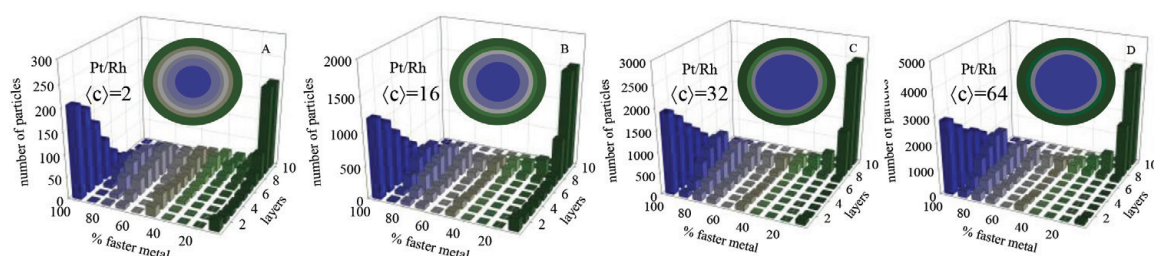 A
Pt/Rh
⟨c⟩=2
number of particles
300
250
200
150
100
50
0
100
80
60
40
20
% faster metal
2
4
6
8
10
layers
B
Pt/Rh
⟨c⟩=16
number of particles
2000
1500
1000
500
0
100
80
60
40
20
% faster metal
2
4
6
8
10
layers
C
Pt/Rh
⟨c⟩=32
number of particles
3000
2500
2000
1500
1000
500
0
100
80
60
40
20
% faster metal
2
4
6
8
10
layers
D
Pt/Rh
⟨c⟩=64
number of particles
5000
4000
3000
2000
1000
0
100
80
60
40
20
% faster metal
2
4
6
8
10
layers